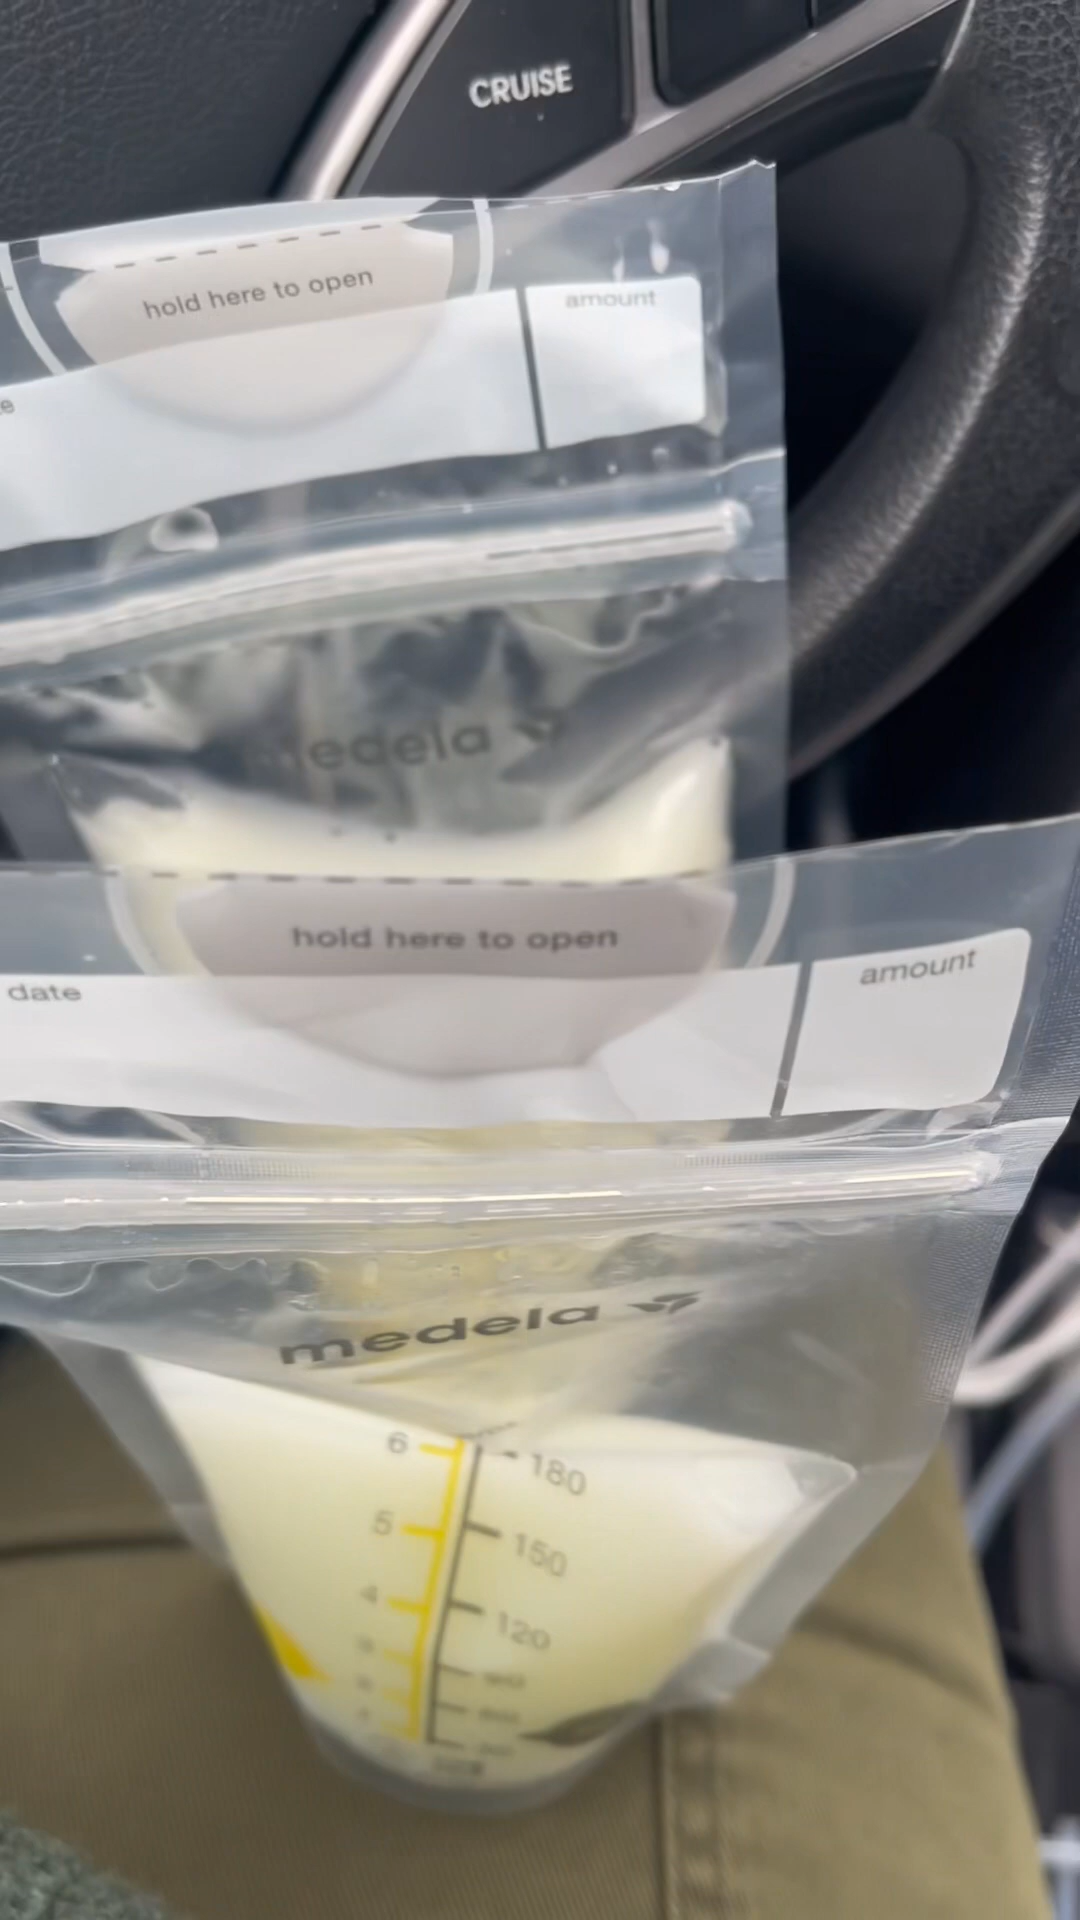 CRUISE
hold here to open
amount
medela
hold here to open
date
amount
medela
6
180
5
150
4
120